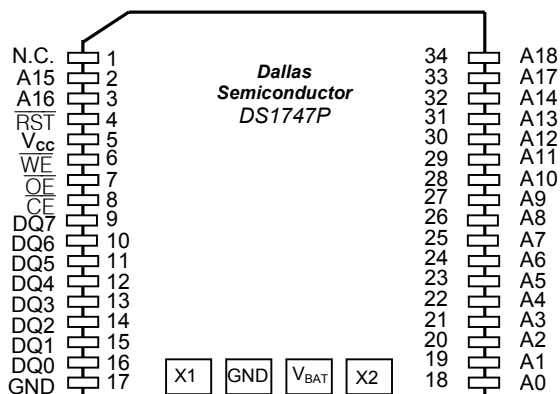 N.C. 1 34 A18
A15 2 Dallas 33 A17
A16 3 Semiconductor 32 A14
RST 4 DS1747P 31 A13
VCC 5 30 A12
WE 6 29 A11
OE 7 28 A10
CE 8 27 A9
DQ7 9 26 A8
DQ6 10 25 A7
DQ5 11 24 A6
DQ4 12 23 A5
DQ3 13 22 A4
DQ2 14 21 A3
DQ1 15 20 A2
DQ0 16 19 A1
GND 17 X1 GND VBAT X2 18 A0